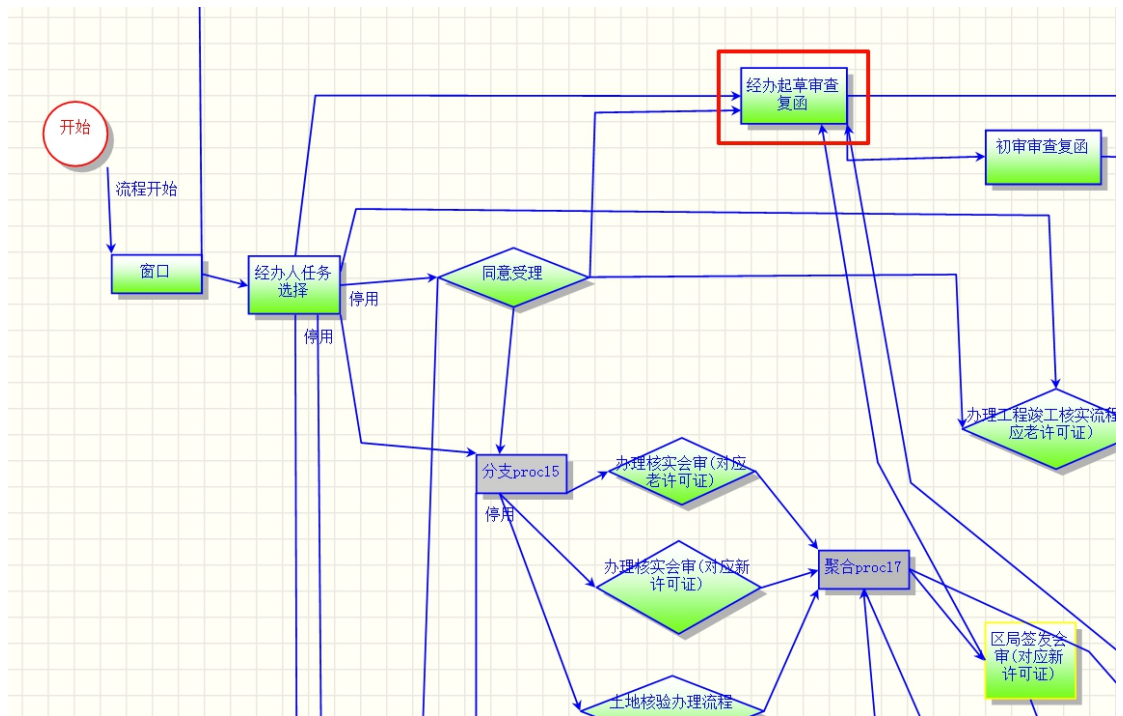 经办起草审查
复函
开始
初审审查复函
流程开始
窗口
经办人任务
选择
同意受理
停用
停用
办理工程竣工核实流程
应老许可证)
分支proc15
办理核实会审(对应
老许可证)
停用
办理核实会审(对应新
许可证)
聚合proc17
区局签发会
审(对应新
许可证)
土地核验办理流程